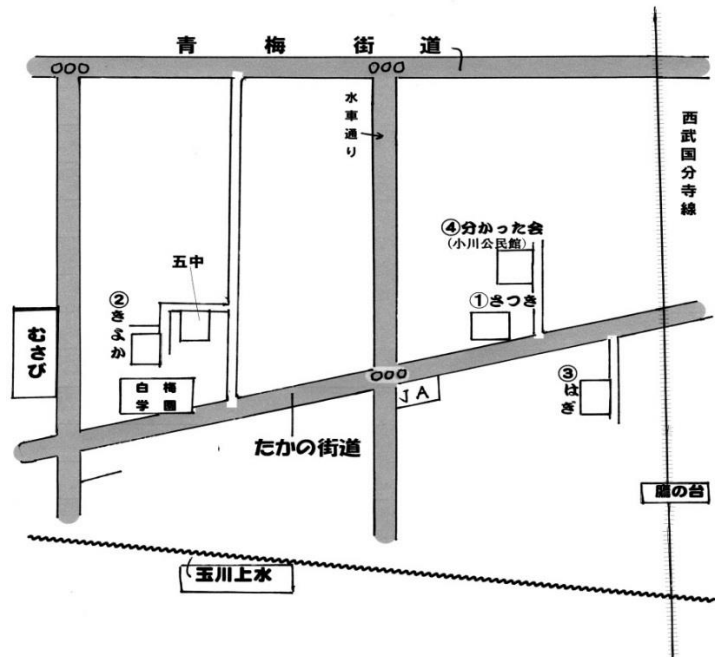 青梅街道
水車通り
西武国分寺線
④分かった会
(小川公民館)
五中
①さつき
②きよか
むさび
白梅
学園
JA
③はぎ
たかの街道
鷹の台
玉川上水